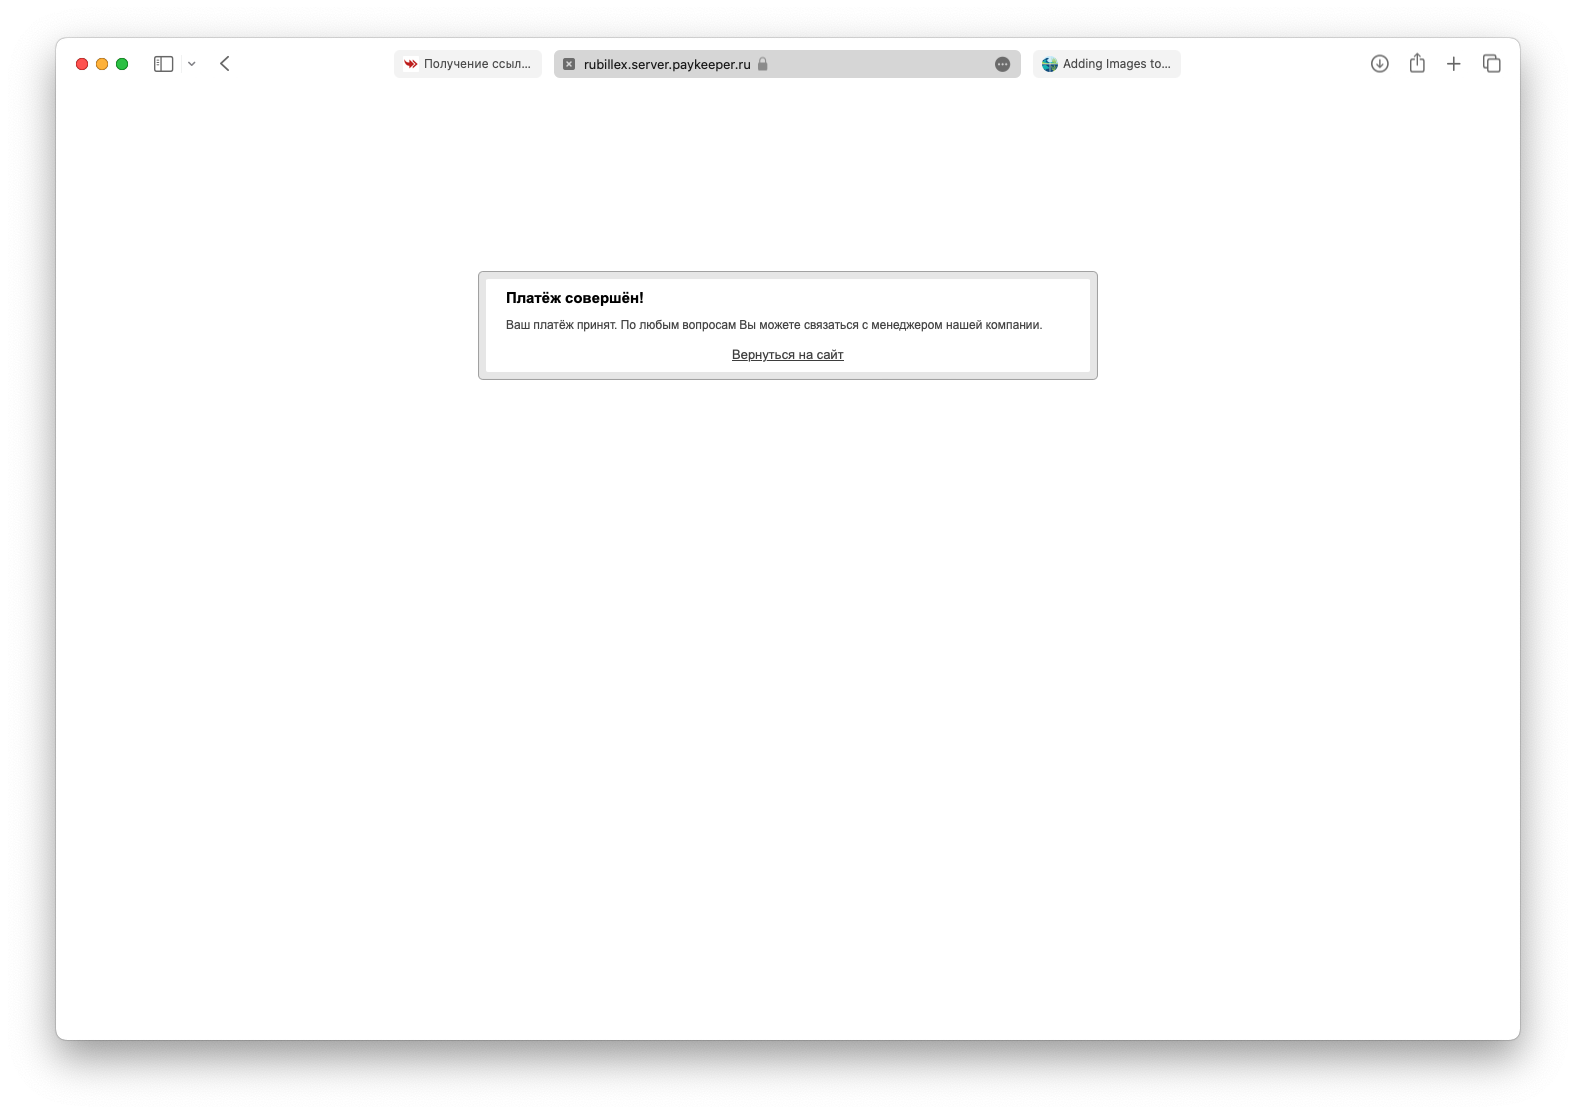 Получение ссыл...
rubillex.server.paykeeper.ru
Adding Images to...
Платёж совершён!
Ваш платёж принят. По любым вопросам Вы можете связаться с менеджером нашей компании.
Вернуться на сайт